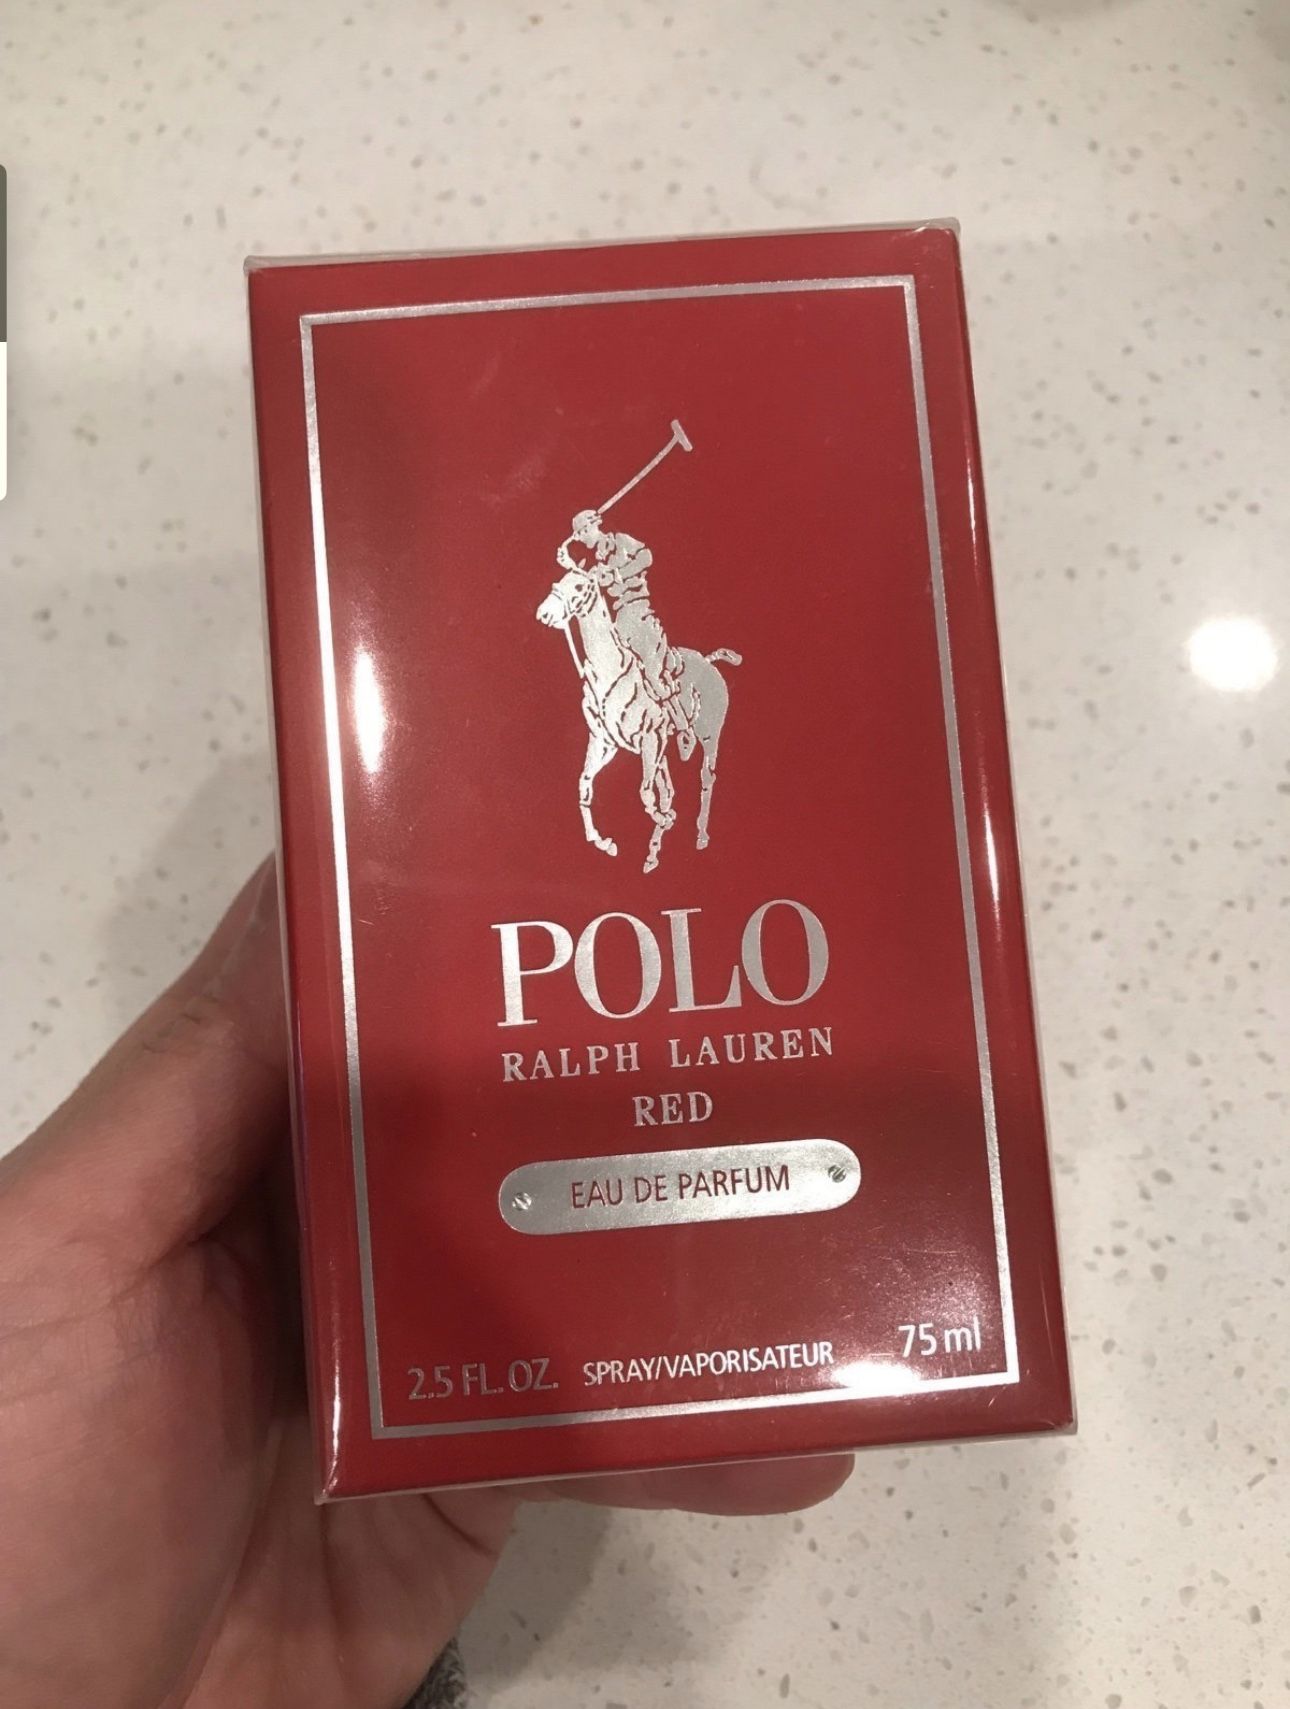 POLO
RALPH LAUREN
RED
EAU DE PARFUM
2.5 FL. OZ. SPRAY/VAPORISATEUR 75 ml